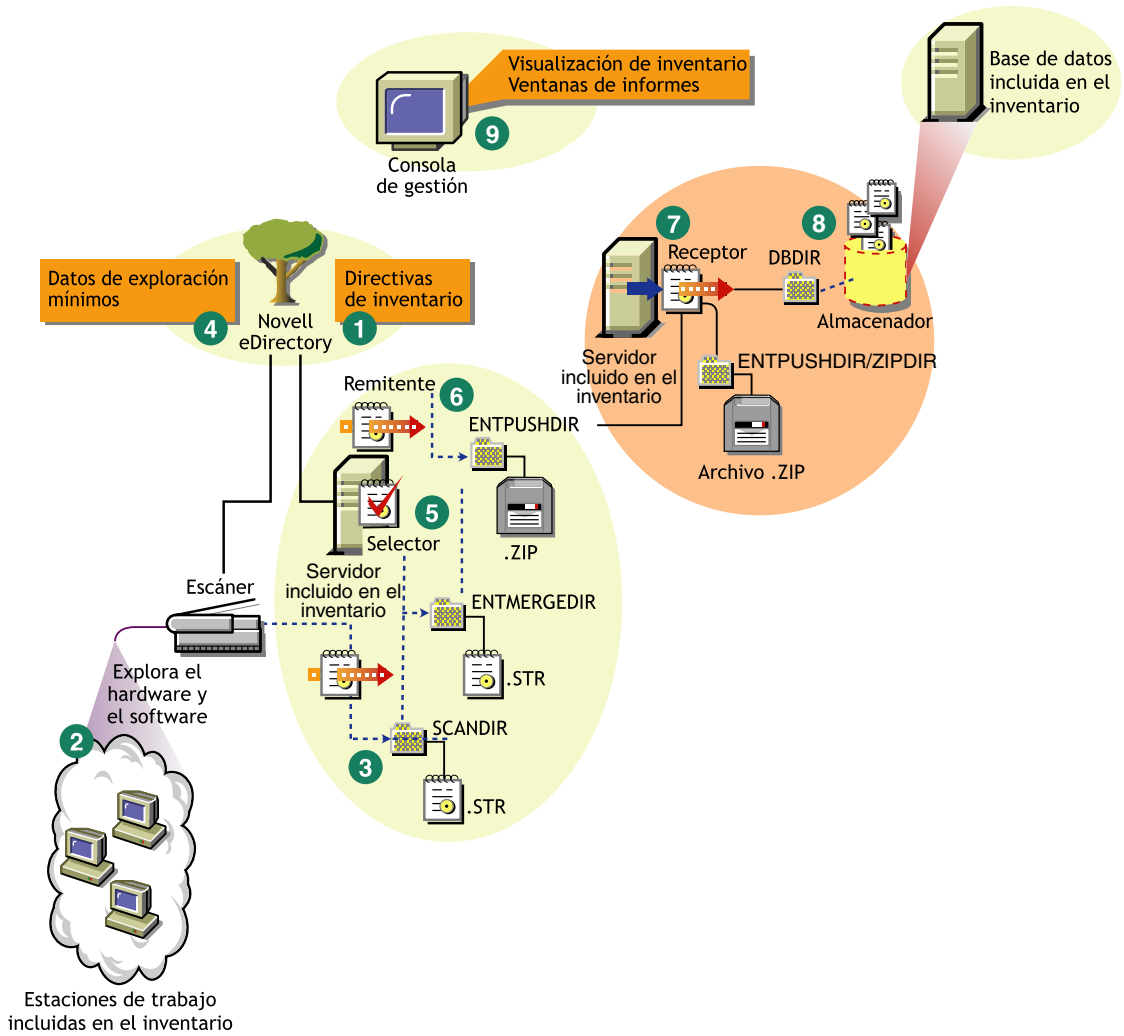 Visualización de inventario
Ventanas de informes
9
Consola
de gestión
Base de datos
incluida en el
inventario
Datos de exploración
mínimos
4
Directivas
de inventario
1
Novell
eDirectory
7
Receptor
DBDIR
8
Almacenador
Servidor
incluido en el
inventario
ENTPUSHDIR/ZIPDIR
Archivo .ZIP
Remitente
6
ENTPUSHDIR
.ZIP
5
Selector
Servidor
incluido en el
inventario
ENTMERGEDIR
.STR
SCANDIR
3
.STR
Escáner
Explora el
hardware y
el software
2
Estaciones de trabajo
incluidas en el inventario